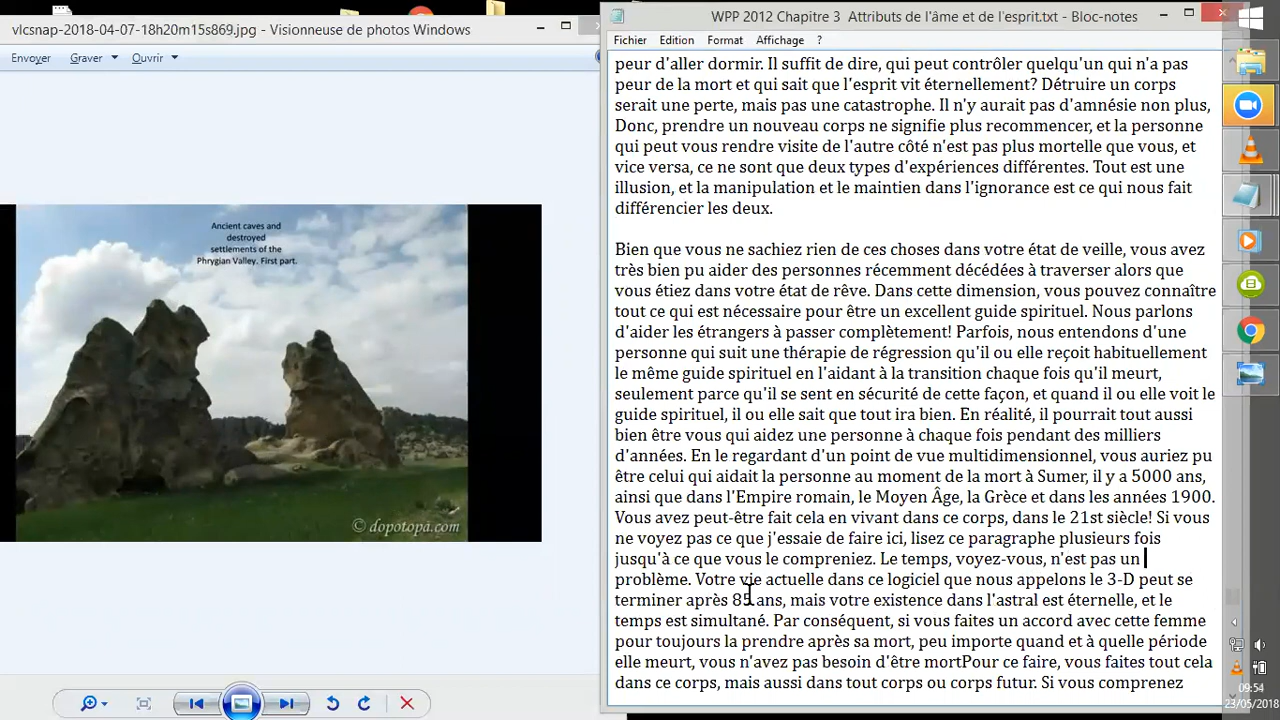 vlcsnap-2018-04-07-18h20m15s869.jpg - Visionneuse de photos Windows
Envoyer Graver Ouvrir
Ancient caves and
destroyed
settlements of the
Phrygian Valley. First part.
© dopotopa.com
WPP 2012 Chapitre 3 Attributs de l'âme et de l'esprit.txt - Bloc-notes
Fichier Edition Format Affichage ?
peur d'aller dormir. Il suffit de dire, qui peut contrôler quelqu'un qui n'a pas
peur de la mort et qui sait que l'esprit vit éternellement? Détruire un corps
serait une perte, mais pas une catastrophe. Il n'y aurait pas d'amnésie non plus,
Donc, prendre un nouveau corps ne signifie plus recommencer, et la personne
qui peut vous rendre visite de l'autre côté n'est pas plus mortelle que vous, et
vice versa, ce ne sont que deux types d'expériences différentes. Tout est une
illusion, et la manipulation et le maintien dans l'ignorance est ce qui nous fait
différencier les deux.
Bien que vous ne sachiez rien de ces choses dans votre état de veille, vous avez
très bien pu aider des personnes récemment décédées à traverser alors que
vous étiez dans votre état de rêve. Dans cette dimension, vous pouvez connaître
tout ce qui est nécessaire pour être un excellent guide spirituel. Nous parlons
d'aider les étrangers à passer complètement! Parfois, nous entendons d'une
personne qui suit une thérapie de régression qu'il ou elle reçoit habituellement
le même guide spirituel en l'aidant à la transition chaque fois qu'il meurt,
seulement parce qu'il se sent en sécurité de cette façon, et quand il ou elle voit le
guide spirituel, il ou elle sait que tout ira bien. En réalité, il pourrait tout aussi
bien être vous qui aidez une personne à chaque fois pendant des milliers
d'années. En le regardant d'un point de vue multidimensionnel, vous auriez pu
être celui qui aidait la personne au moment de la mort à Sumer, il y a 5000 ans,
ainsi que dans l'Empire romain, le Moyen Âge, la Grèce et dans les années 1900.
Vous avez peut-être fait cela en vivant dans ce corps, dans le 21st siècle! Si vous
ne voyez pas ce que j'essaie de faire ici, lisez ce paragraphe plusieurs fois
jusqu'à ce que vous le compreniez. Le temps, voyez-vous, n'est pas un
problème. Votre vie actuelle dans ce logiciel que nous appelons le 3-D peut se
terminer après 85 ans, mais votre existence dans l'astral est éternelle, et le
temps est simultané. Par conséquent, si vous faites un accord avec cette femme
pour toujours la prendre après sa mort, peu importe quand et à quelle période
elle meurt, vous n'avez pas besoin d'être mortPour ce faire, vous faites tout cela
dans ce corps, mais aussi dans tout corps ou corps futur. Si vous comprenez
09:54
23/05/2018